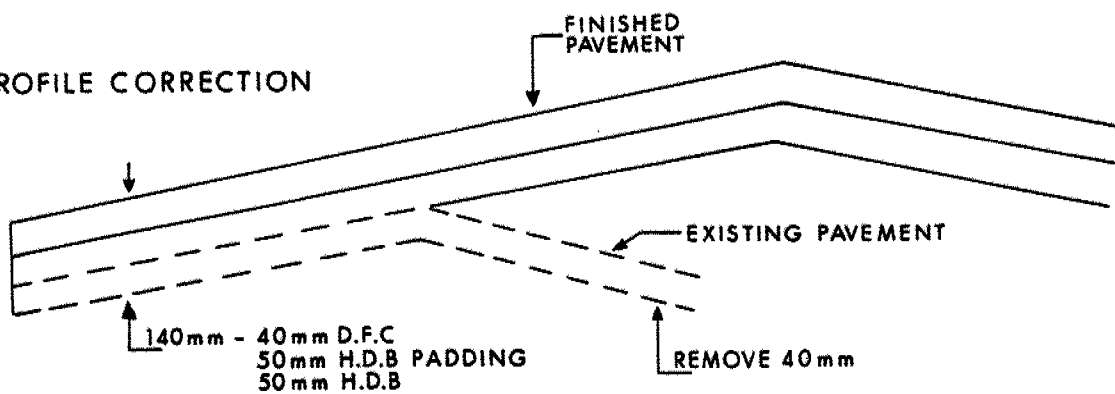 FINISHED
PAVEMENT
ROFILE CORRECTION
EXISTING PAVEMENT
140mm - 40mm D.F.C
50mm H.D.B PADDING
50mm H.D.B
REMOVE 40mm